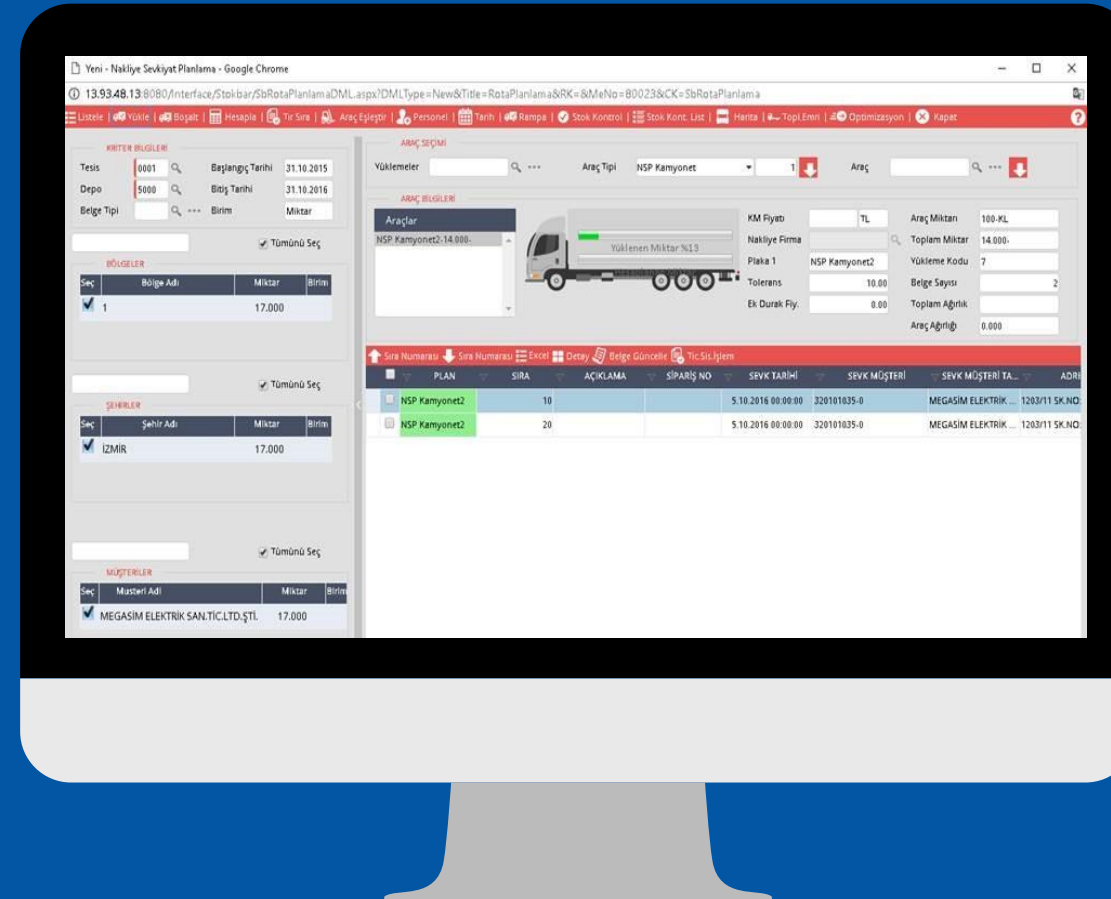 Yeni - Nakliye Sevkiyat Planlama - Google Chrome
13.93.48.13:8080/Interface/Stokbar/SbRotaPlanlamaDML.aspx?DMLType=New&Title=RotaPlanlama&RK=&MeNo=80023&CK=SbRotaPlanlama
Listele | Yükle | Boşalt | Hesapla | Tır Sıra | Araç Eşleştir | Personel | Tarih | Rampa | Stok Kontrol | Stok Kont. List | Harita | Topl.Emri | Optimizasyon | Kapat
KRİTER BİLGİLERİ
Tesis 0001 Başlangıç Tarihi 31.10.2015
Depo 5000 Bitiş Tarihi 31.10.2016
Belge Tipi Birim Miktar
Tümünü Seç
BÖLGELER
Seç Bölge Adı Miktar Birim
1 17.000
Tümünü Seç
ŞEHİRLER
Seç Şehir Adı Miktar Birim
İZMİR 17.000
Tümünü Seç
MÜŞTERİLER
Seç Musteri Adi Miktar Birim
MEGASİM ELEKTRİK SAN.TİC.LTD.ŞTİ. 17.000
ARAÇ SEÇİMİ
Yüklemeler Araç Tipi NSP Kamyonet 1 Araç
ARAÇ BİLGİLERİ
Araçlar
NSP Kamyonet2-14.000-
Yüklenen Miktar %13
KM Fiyatı TL Araç Miktarı 100-KL
Nakliye Firma Toplam Miktar 14.000-
Plaka 1 NSP Kamyonet2 Yükleme Kodu 7
Tolerans 10.00 Belge Sayısı 2
Ek Durak Fiy. 0.00 Toplam Ağırlık
Araç Ağırlığı 0.000
Sıra Numarası Sıra Numarası Excel Detay Belge Güncelle Tic.Sis.İşlem
PLAN SIRA AÇIKLAMA SİPARİŞ NO SEVK TARİHİ SEVK MÜŞTERİ SEVK MÜŞTERİ TA... ADRE
NSP Kamyonet2 10 5.10.2016 00:00:00 320101035-0 MEGASİM ELEKTRİK ... 1203/11 SK.NO:
NSP Kamyonet2 20 5.10.2016 00:00:00 320101035-0 MEGASİM ELEKTRİK ... 1203/11 SK.NO: